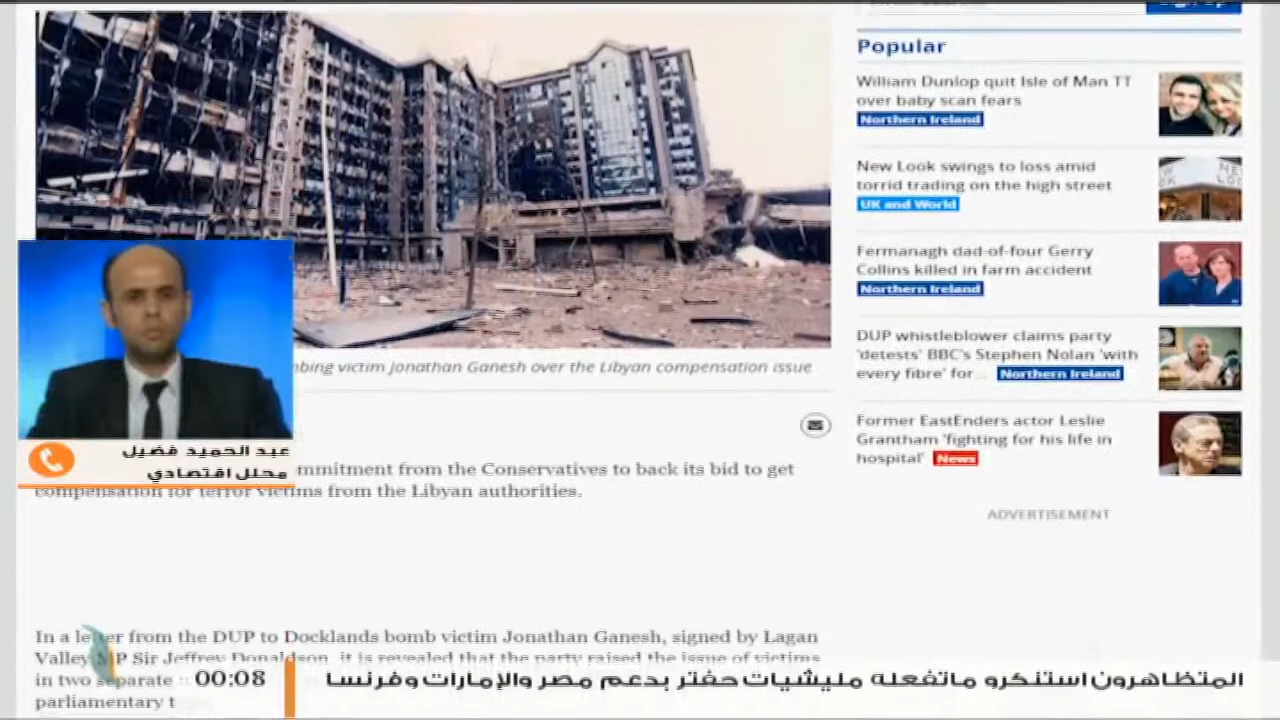 Popular
William Dunlop quit Isle of Man TT
over baby scan fears
Northern Ireland
New Look swings to loss amid
torrid trading on the high street
UK and World
Fermanagh dad-of-four Gerry
Collins killed in farm accident
Northern Ireland
DUP whistleblower claims party
'detests' BBC's Stephen Nolan 'with
every fibre' for... Northern Ireland
Former EastEnders actor Leslie
Grantham 'fighting for his life in
hospital' News
ADVERTISEMENT
victim Jonathan Ganesh over the Libyan compensation issue
عبد الحميد فضيل
محلل اقتصادي
from the Conservatives to back its bid to get
compensation for terror victims from the Libyan authorities.
In a letter from the DUP to Docklands bomb victim Jonathan Ganesh, signed by Lagan
Valley MP Sir Jeffrey Donaldson, it is revealed that the party raised the issue of victims
in two separate
parliamentary t
00:08
المتظاهرون استنكرو ماتفعله مليشيات حفتر بدعم مصر والإمارات وفرنسا